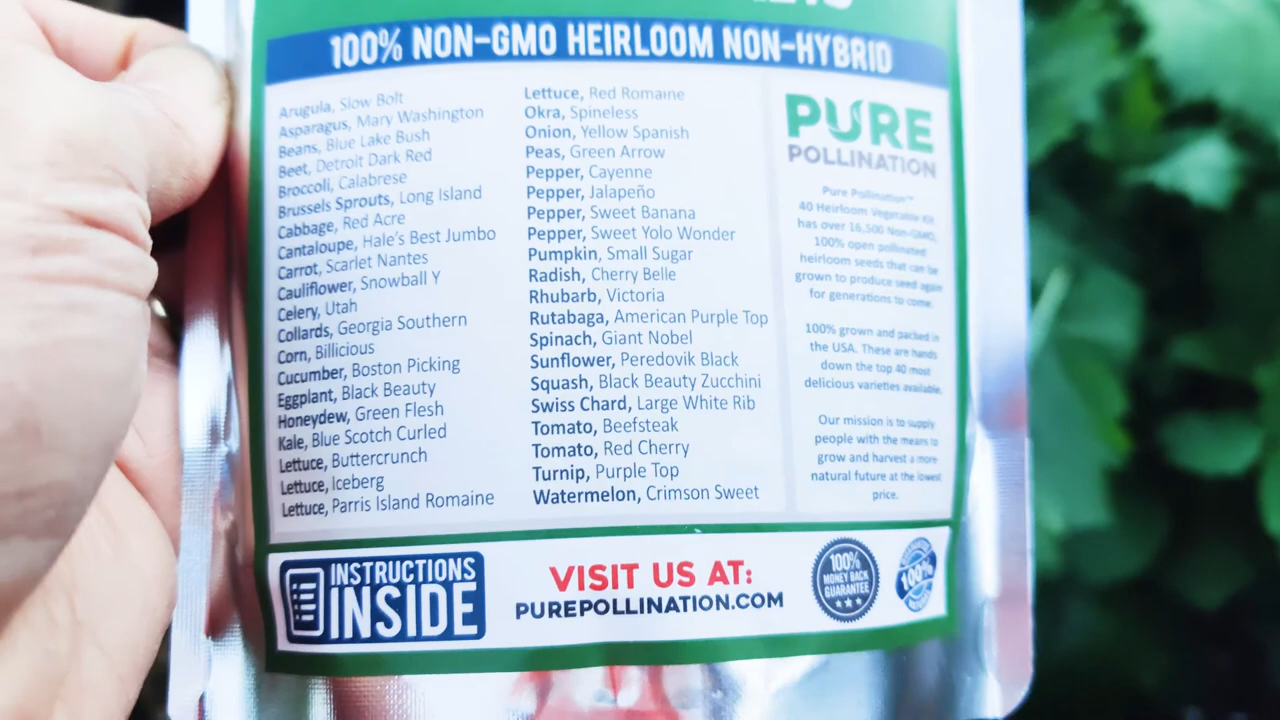 100% NON-GMO HEIRLOOM NON-HYBRID
Arugula, Slow Bolt
Asparagus, Mary Washington
Beans, Blue Lake Bush
Beet, Detroit Dark Red
Broccoli, Calabrese
Brussels Sprouts, Long Island
Cabbage, Red Acre
Cantaloupe, Hale's Best Jumbo
Carrot, Scarlet Nantes
Cauliflower, Snowball Y
Celery, Utah
Collards, Georgia Southern
Corn, Billicious
Cucumber, Boston Picking
Eggplant, Black Beauty
Honeydew, Green Flesh
Kale, Blue Scotch Curled
Lettuce, Buttercrunch
Lettuce, Iceberg
Lettuce, Parris Island Romaine
Lettuce, Red Romaine
Okra, Spineless
Onion, Yellow Spanish
Peas, Green Arrow
Pepper, Cayenne
Pepper, Jalapeño
Pepper, Sweet Banana
Pepper, Sweet Yolo Wonder
Pumpkin, Small Sugar
Radish, Cherry Belle
Rhubarb, Victoria
Rutabaga, American Purple Top
Spinach, Giant Nobel
Sunflower, Peredovik Black
Squash, Black Beauty Zucchini
Swiss Chard, Large White Rib
Tomato, Beefsteak
Tomato, Red Cherry
Turnip, Purple Top
Watermelon, Crimson Sweet
PURE
POLLINATION
Pure Pollination™
40 Heirloom Vegetable Kit
has over 16,500 Non-GMO,
100% open pollinated
heirloom seeds that can be
grown to produce seed again
for generations to come.
100% grown and packed in
the USA. These are hands
down the top 40 most
delicious varieties available.
Our mission is to supply
people with the means to
grow and harvest a more
natural future at the lowest
price.
INSTRUCTIONS
INSIDE
VISIT US AT:
PUREPOLLINATION.COM
100%
MONEY BACK
GUARANTEE
100%